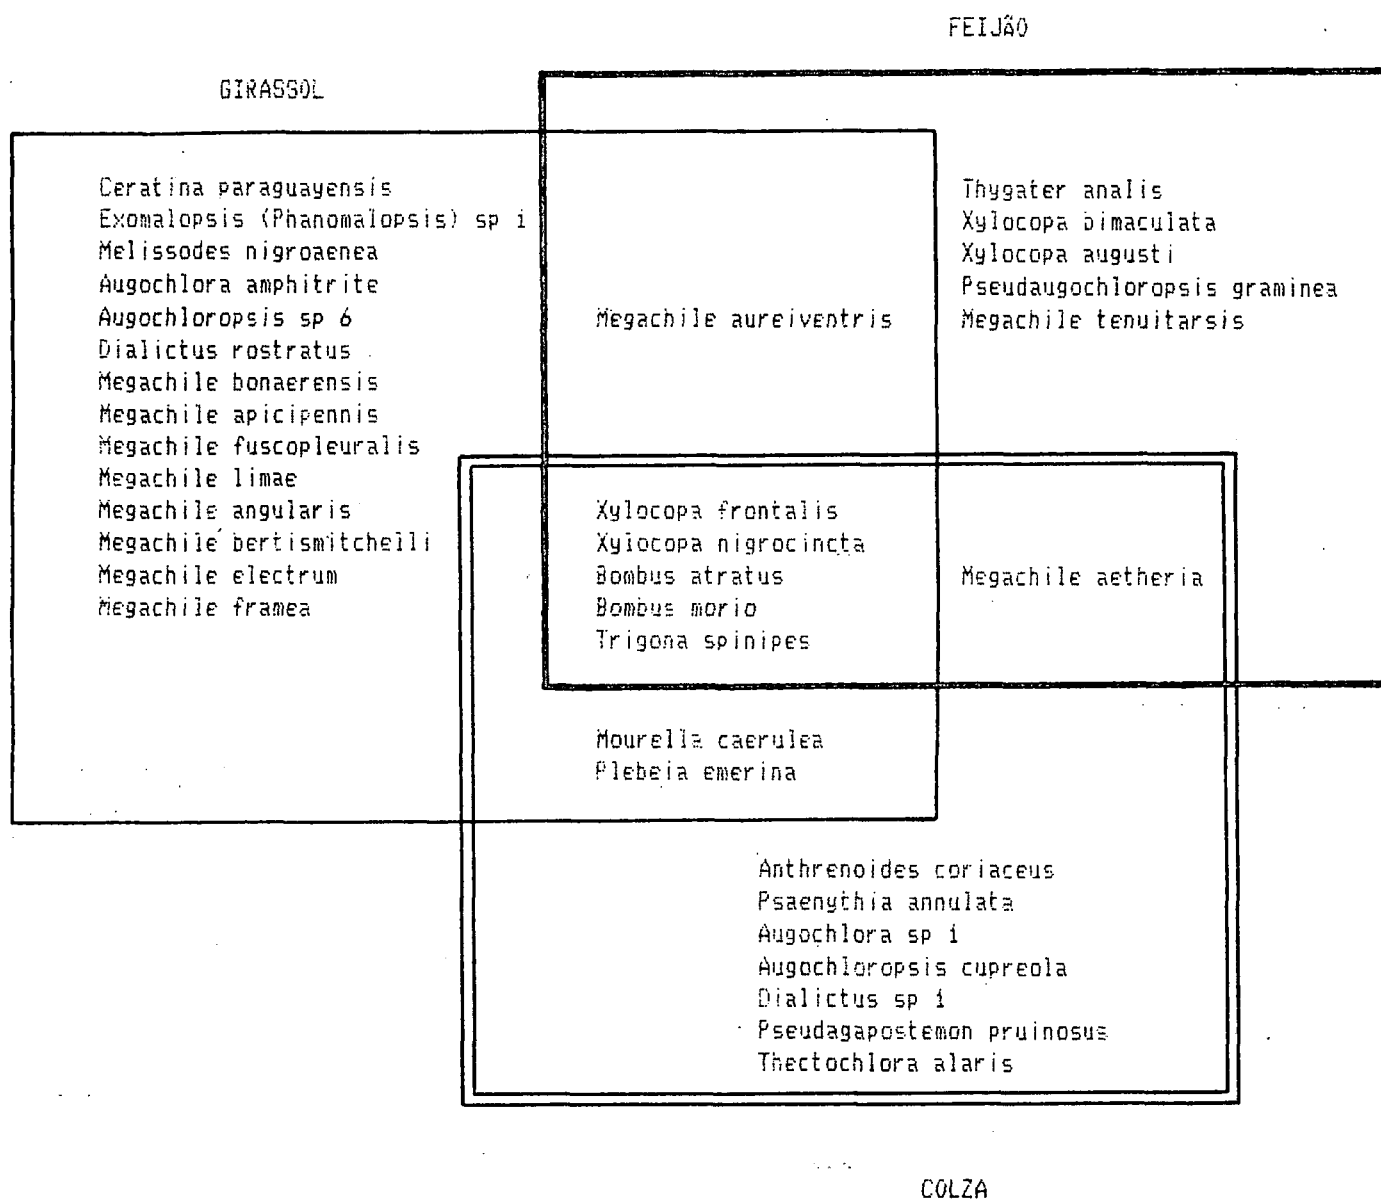 FEIJÃO
GIRASSOL
Ceratina paraguayensis
Exomalopsis (Phanomalopsis) sp 1
Melissodes nigroaenea
Augochlora amphitrite
Augochloropsis sp 6
Dialictus rostratus
Megachile bonaerensis
Megachile apicipennis
Megachile fuscopleuralis
Megachile limae
Megachile angularis
Megachile bertismitchelli
Megachile electrum
Megachile framea
Megachile aureiventris
Thygater analis
Xylocopa bimaculata
Xylocopa augusti
Pseudaugochloropsis graminea
Megachile tenuitarsis
Xylocopa frontalis
Xylocopa nigrocincta
Bombus atratus
Bombus morio
Trigona spinipes
Megachile aetheria
Mourella caerulea
Plebeia emerina
Anthrenoides coriaceus
Psaenythia annulata
Augochlora sp 1
Augochloropsis cupreola
Dialictus sp 1
Pseudagapostemon pruinosus
Thectochlora alaris
COLZA